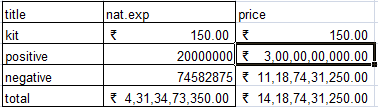 title nat.exp price
kit ₹ 150.00 ₹ 150.00
positive 20000000 ₹ 3,00,00,00,000.00
negative 74582875 ₹ 11,18,74,31,250.00
total ₹ 4,31,34,73,350.00 ₹ 14,18,74,31,250.00